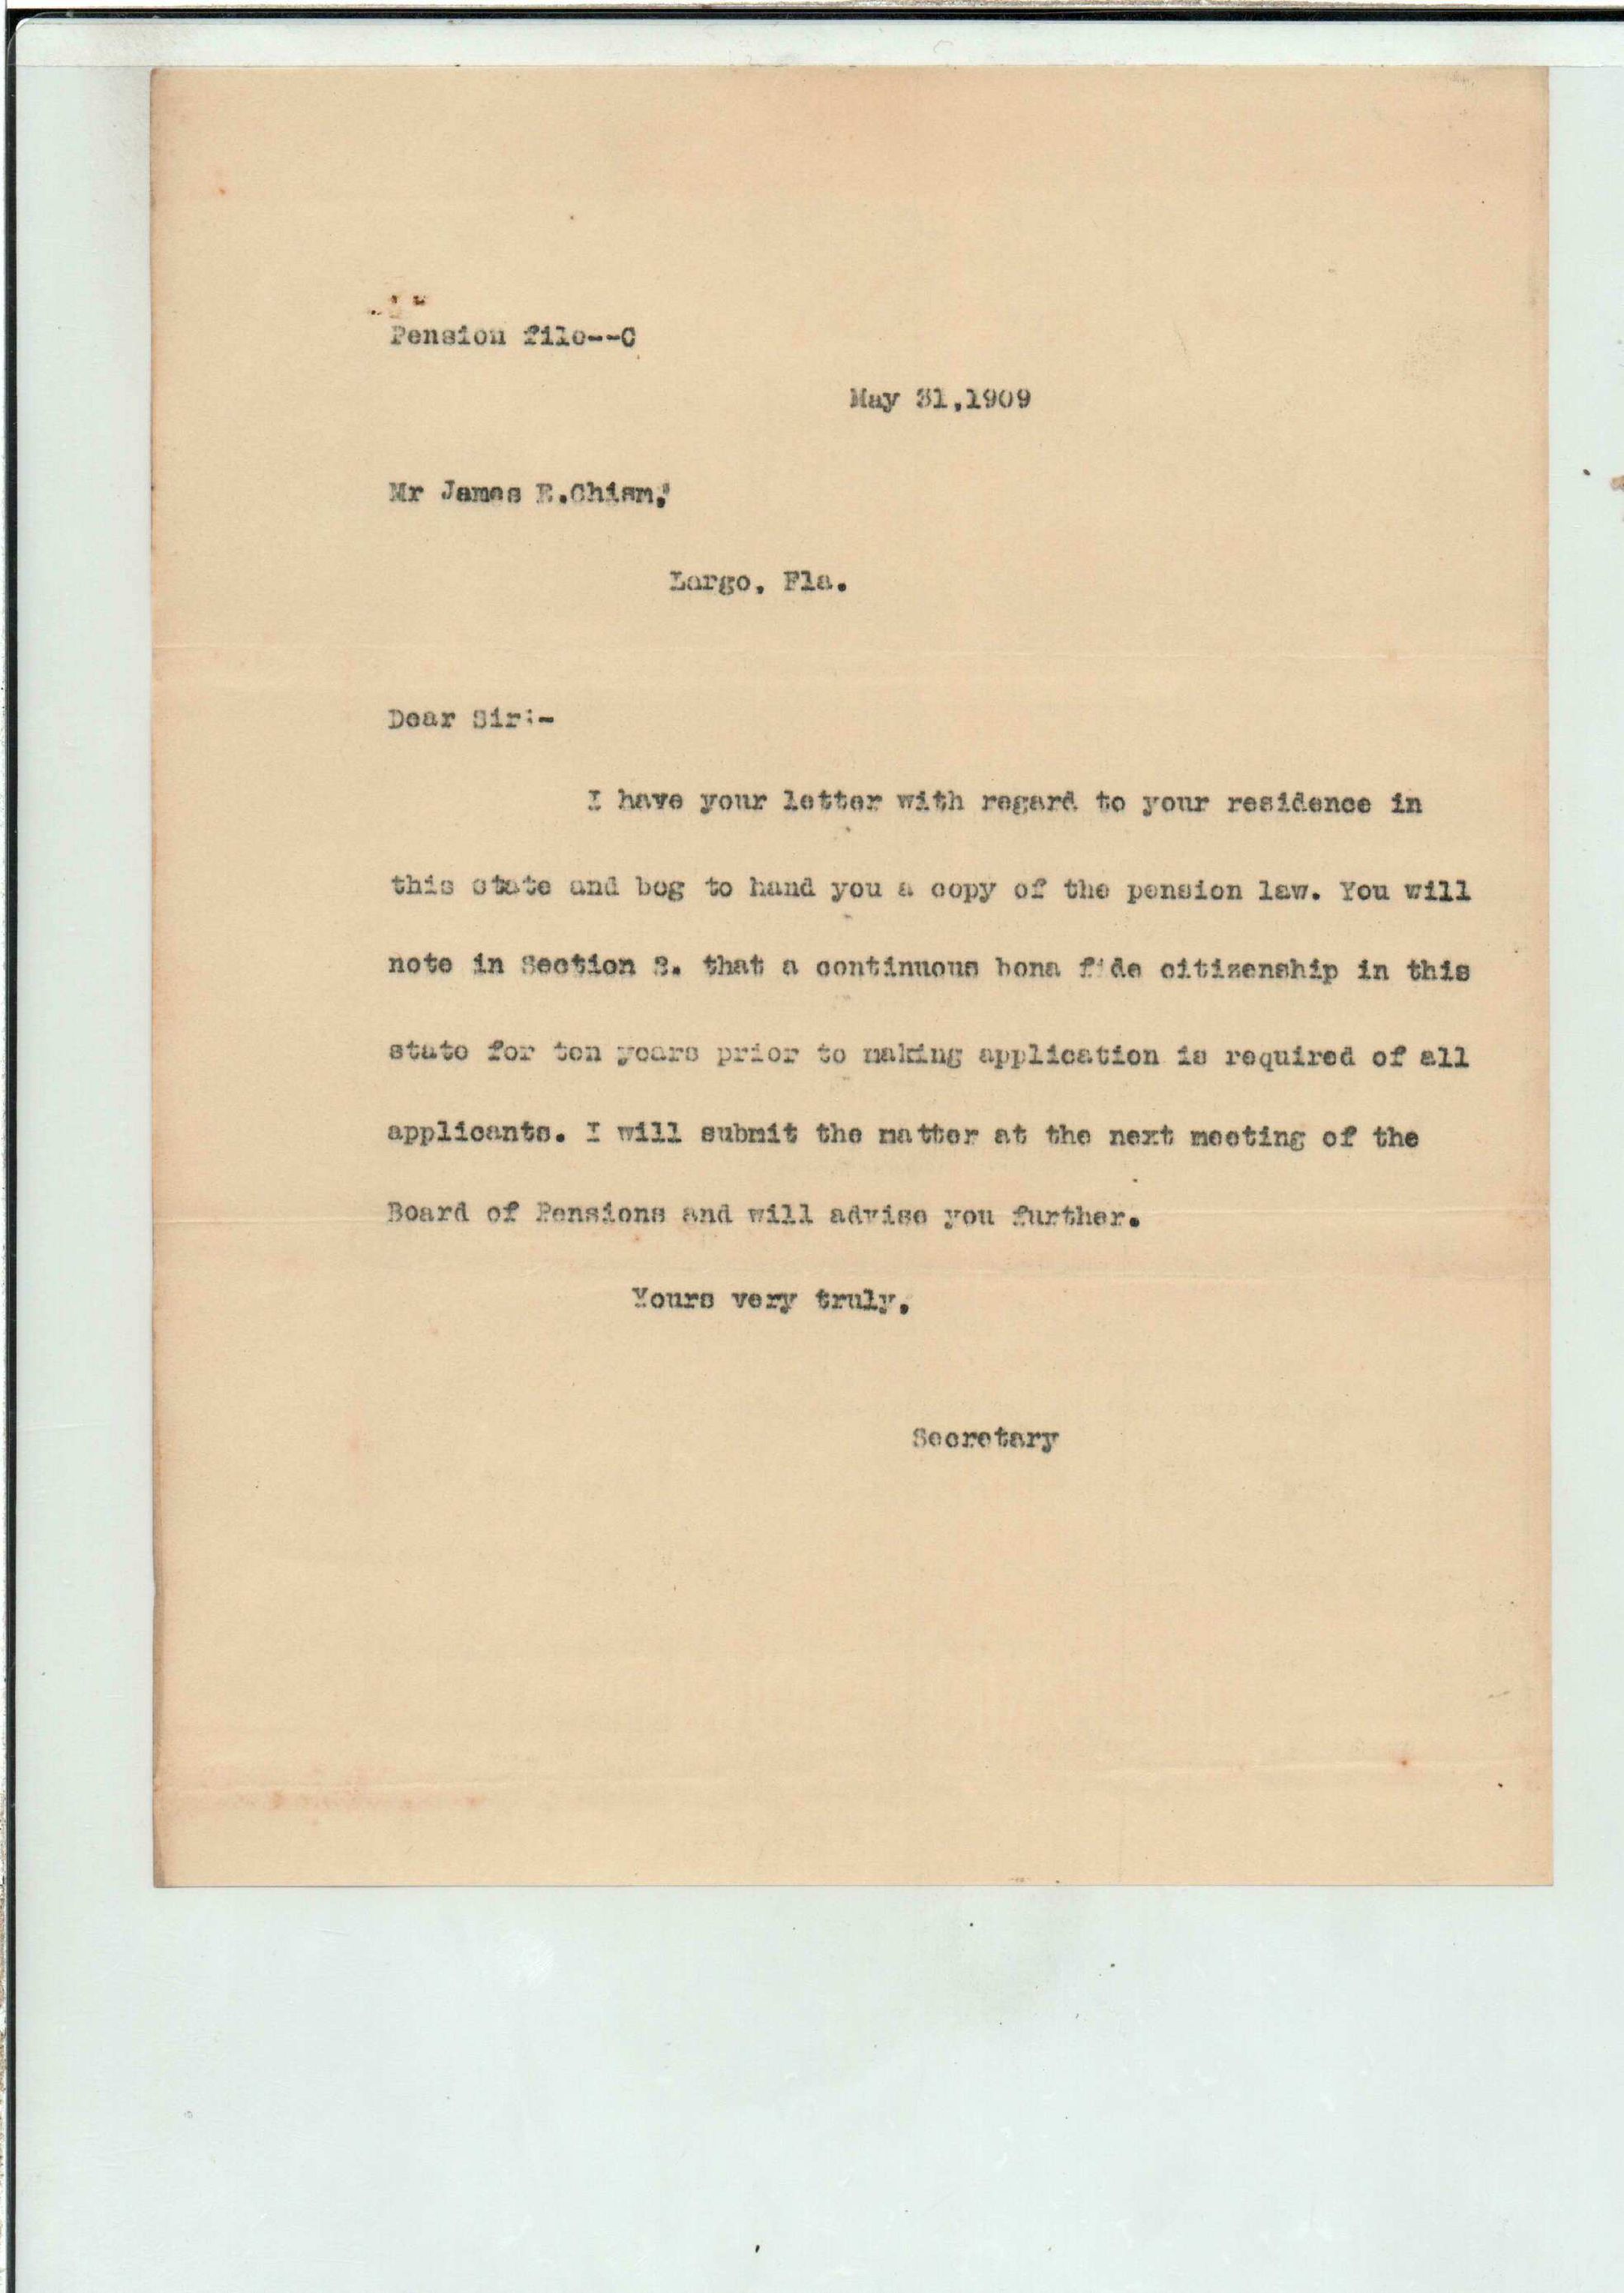 Pension file--C
May 31,1909
Mr James E.Chism,
Largo, Fla.
Dear Sir:-
I have your letter with regard to your residence in
this state and beg to hand you a copy of the pension law. You will
note in Section 2. that a continuous bona fide citizenship in this
state for ten years prior to making application is required of all
applicants. I will submit the matter at the next meeting of the
Board of Pensions and will advise you further.
Yours very truly,
Secretary